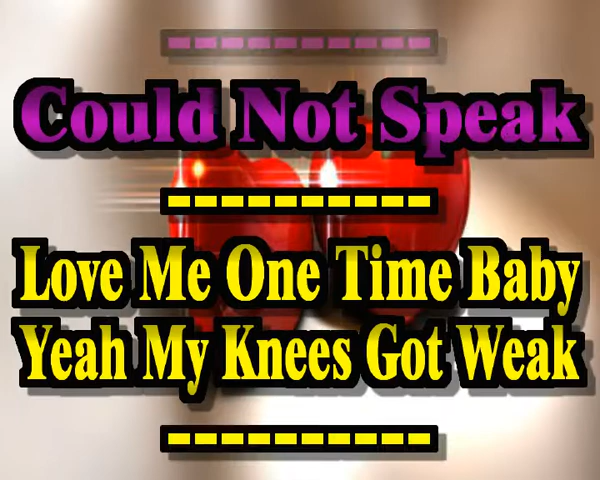 ----------
Could Not Speak
----------
Love Me One Time Baby
Yeah My Knees Got Weak
----------